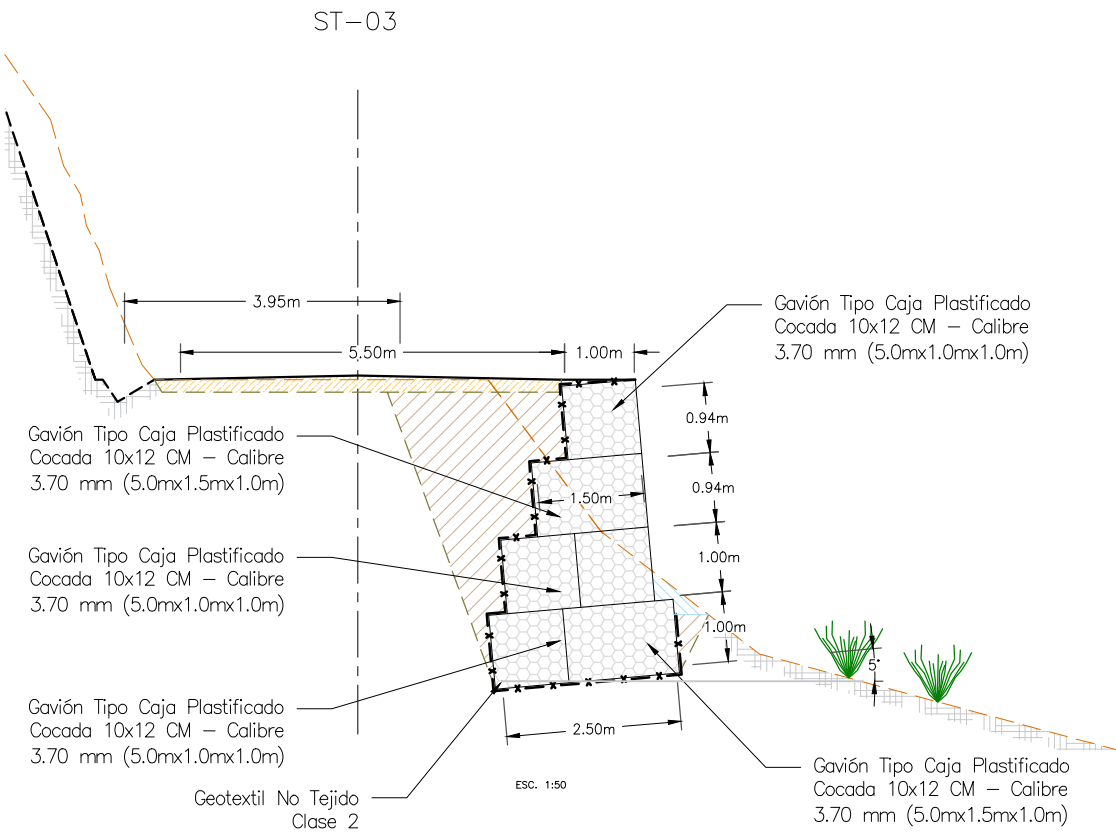 ST-03
3.95m
5.50m
1.00m
Gavión Tipo Caja Plastificado
Cocada 10x12 CM – Calibre
3.70 mm (5.0mx1.0mx1.0m)
0.94m
Gavión Tipo Caja Plastificado
Cocada 10x12 CM – Calibre
3.70 mm (5.0mx1.5mx1.0m)
0.94m
1.50m
Gavión Tipo Caja Plastificado
Cocada 10x12 CM – Calibre
3.70 mm (5.0mx1.0mx1.0m)
1.00m
1.00m
5°
Gavión Tipo Caja Plastificado
Cocada 10x12 CM – Calibre
3.70 mm (5.0mx1.0mx1.0m)
2.50m
Gavión Tipo Caja Plastificado
Cocada 10x12 CM – Calibre
3.70 mm (5.0mx1.5mx1.0m)
ESC. 1:50
Geotextil No Tejido
Clase 2